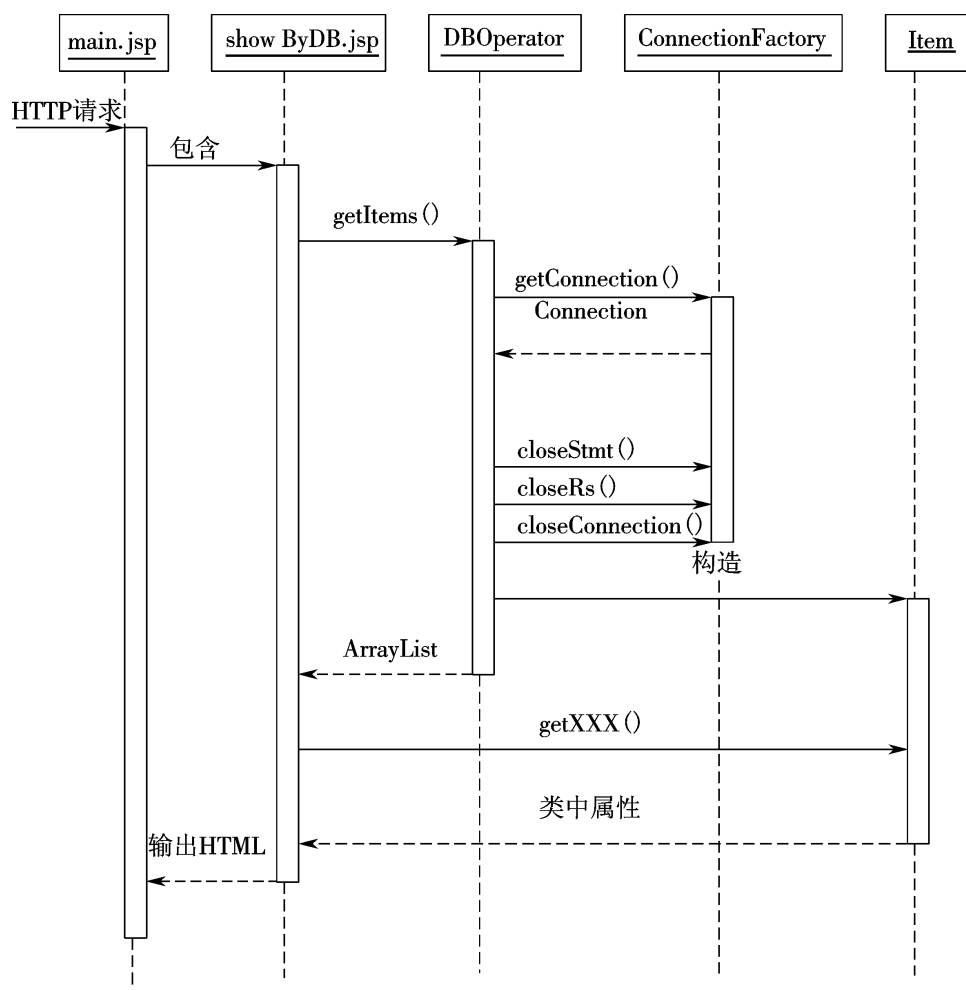 main.jsp
show ByDB.jsp
DBOperator
ConnectionFactory
Item
HTTP请求
包含
getItems()
getConnection()
Connection
closeStmt()
closeRs()
closeConnection()
构造
ArrayList
getXXX()
类中属性
输出HTML